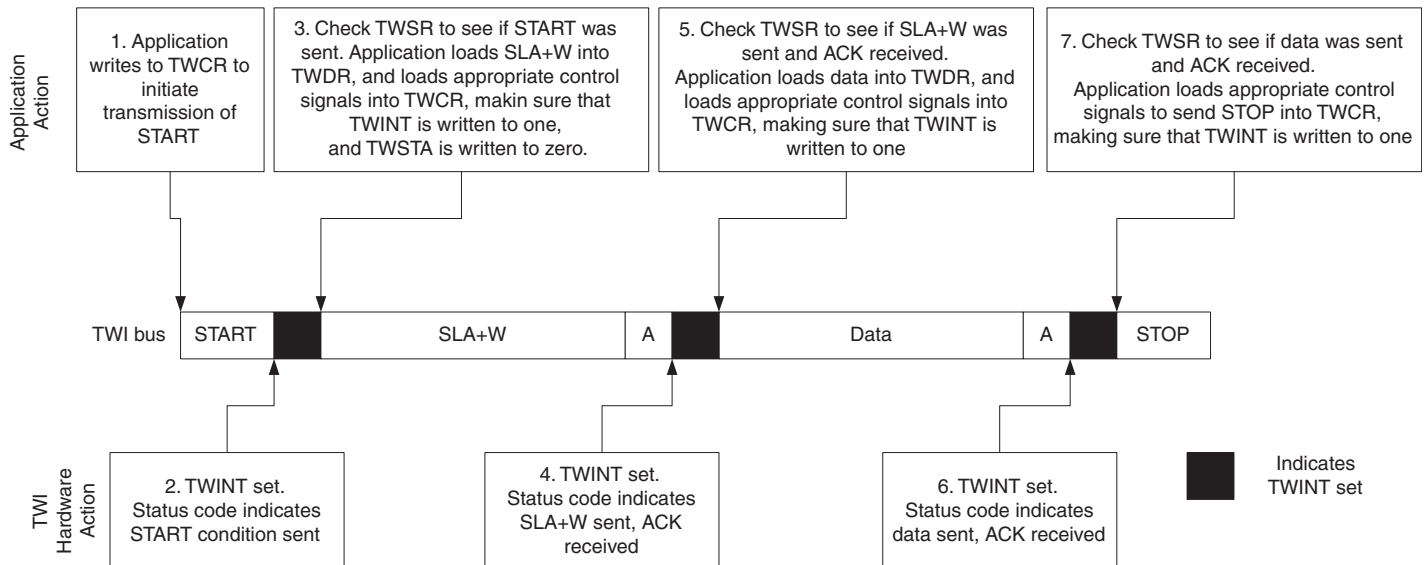 Application
Action
1. Application
writes to TWCR to
initiate
transmission of
START
3. Check TWSR to see if START was
sent. Application loads SLA+W into
TWDR, and loads appropriate control
signals into TWCR, makin sure that
TWINT is written to one,
and TWSTA is written to zero.
5. Check TWSR to see if SLA+W was
sent and ACK received.
Application loads data into TWDR, and
loads appropriate control signals into
TWCR, making sure that TWINT is
written to one
7. Check TWSR to see if data was sent
and ACK received.
Application loads appropriate control
signals to send STOP into TWCR,
making sure that TWINT is written to one
TWI bus
START
SLA+W
A
Data
A
STOP
TWI
Hardware
Action
2. TWINT set.
Status code indicates
START condition sent
4. TWINT set.
Status code indicates
SLA+W sent, ACK
received
6. TWINT set.
Status code indicates
data sent, ACK received
Indicates
TWINT set